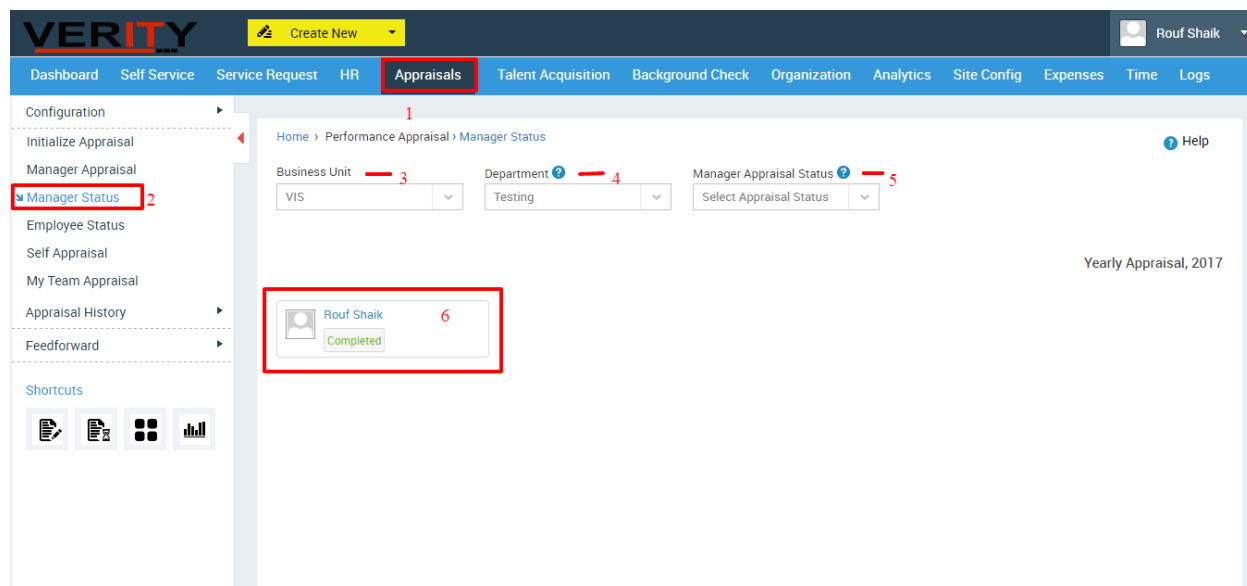 VERITY
Create New
Rouf Shaik
Dashboard Self Service Service Request HR Appraisals Talent Acquisition Background Check Organization Analytics Site Config Expenses Time Logs
1
Configuration
Initialize Appraisal
Manager Appraisal
Manager Status 2
Employee Status
Self Appraisal
My Team Appraisal
Appraisal History
Feedforward
Shortcuts
Home › Performance Appraisal › Manager Status
? Help
Business Unit 3
Department ? 4
Manager Appraisal Status ? 5
VIS
Testing
Select Appraisal Status
Yearly Appraisal, 2017
Rouf Shaik 6
Completed